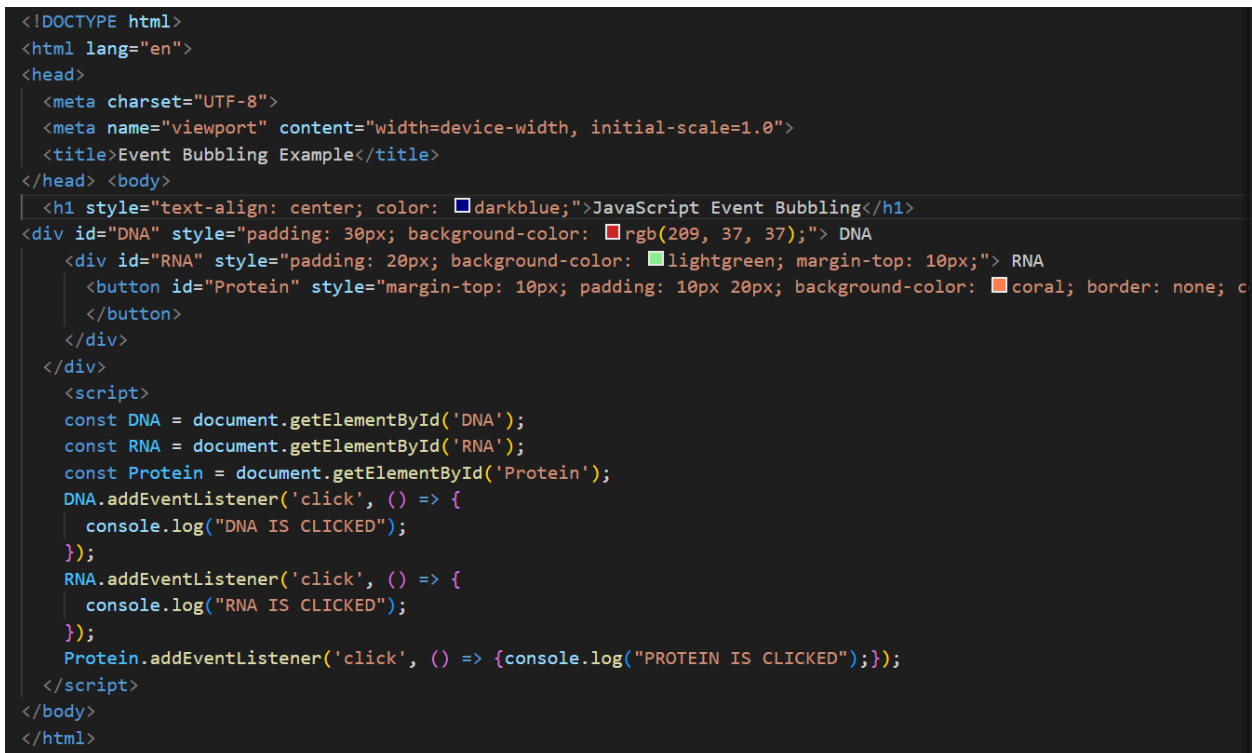 <!DOCTYPE html>
<html lang="en">
<head>
<meta charset="UTF-8">
<meta name="viewport" content="width=device-width, initial-scale=1.0">
<title>Event Bubbling Example</title>
</head> <body>
<h1 style="text-align: center; color: darkblue;">JavaScript Event Bubbling</h1>
<div id="DNA" style="padding: 30px; background-color: rgb(209, 37, 37);"> DNA
<div id="RNA" style="padding: 20px; background-color: lightgreen; margin-top: 10px;"> RNA
<button id="Protein" style="margin-top: 10px; padding: 10px 20px; background-color: coral; border: none; c
</button>
</div>
</div>
<script>
const DNA = document.getElementById('DNA');
const RNA = document.getElementById('RNA');
const Protein = document.getElementById('Protein');
DNA.addEventListener('click', () => {
console.log("DNA IS CLICKED");
});
RNA.addEventListener('click', () => {
console.log("RNA IS CLICKED");
});
Protein.addEventListener('click', () => {console.log("PROTEIN IS CLICKED");});
</script>
</body>
</html>